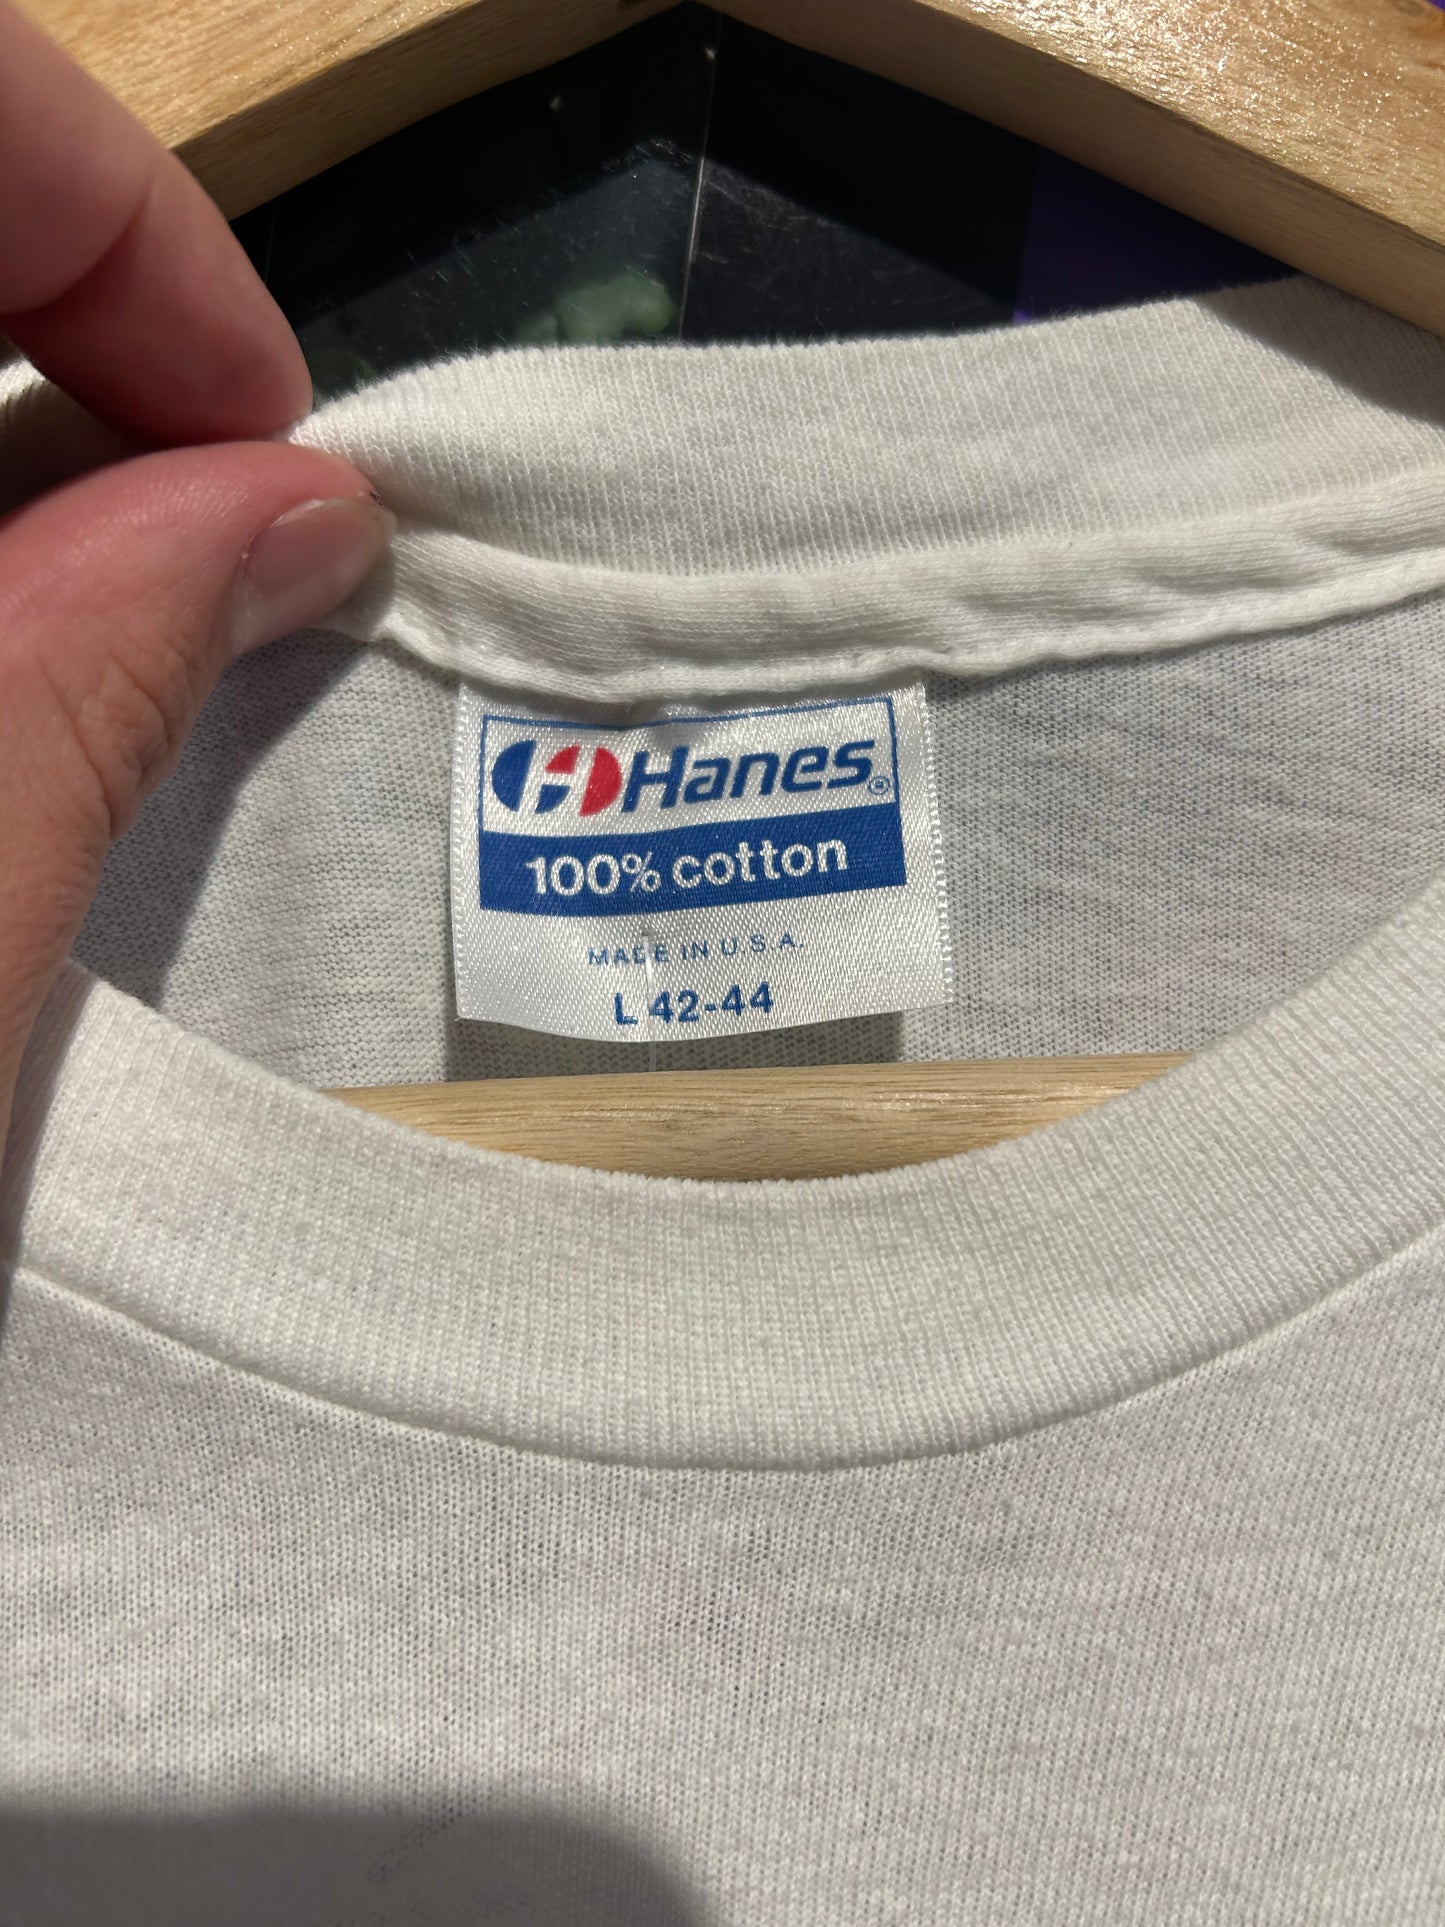 Hanes®
100% cotton
MADE IN U.S.A.
L 42-44